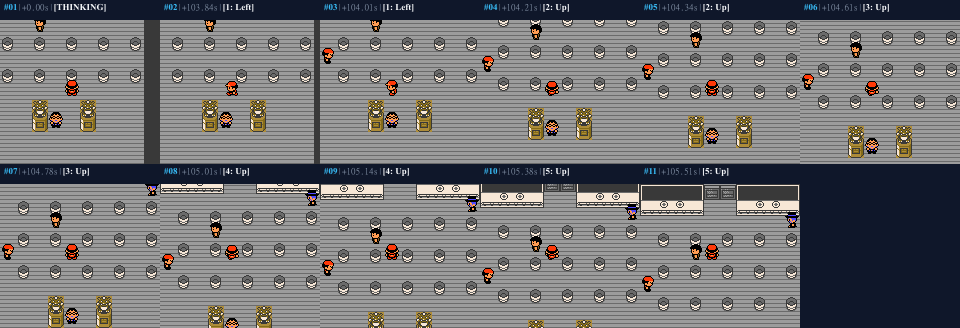 #01|+0.00s|[THINKING]
#02|+103.84s|[1: Left]
#03|+104.01s|[1: Left]
#04|+104.21s|[2: Up]
#05|+104.34s|[2: Up]
#06|+104.61s|[3: Up]
#07|+104.78s|[3: Up]
#08|+105.01s|[4: Up]
#09|+105.14s|[4: Up]
#10|+105.38s|[5: Up]
#11|+105.51s|[5: Up]